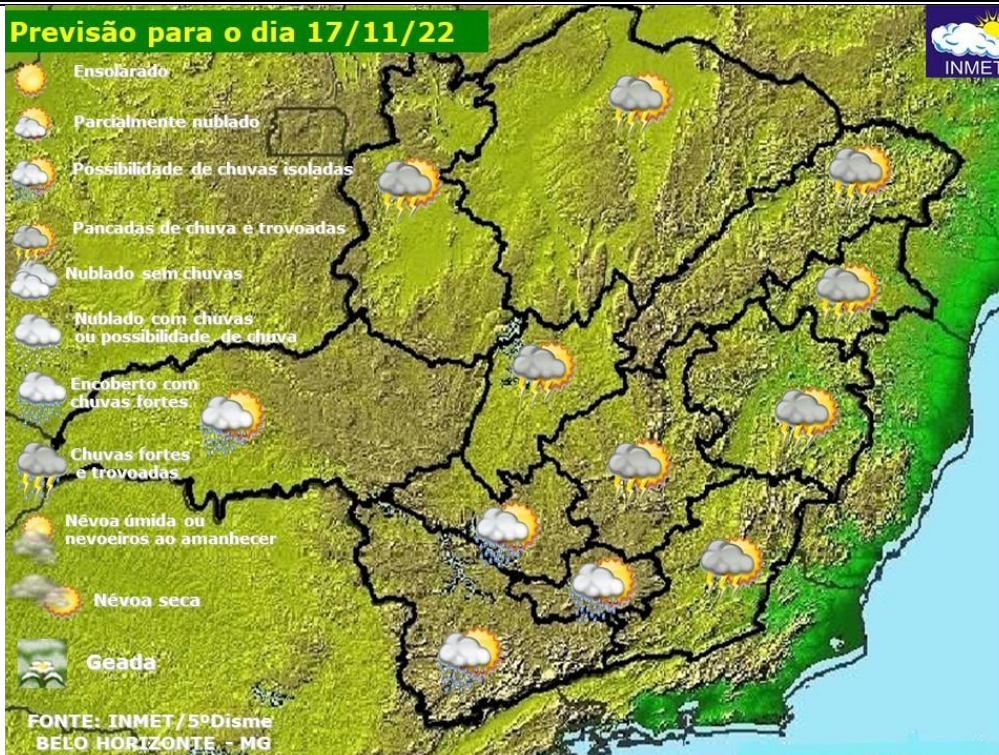 Previsão para o dia 17/11/22
INMET
Ensolarado
Parcialmente nublado
Possibilidade de chuvas isoladas
Pancadas de chuva e trovoadas
Nublado sem chuvas
Nublado com chuvas
ou possibilidade de chuva
Encoberto com
chuvas fortes
Chuvas fortes
e trovoadas
Névoa úmida ou
nevoeiros ao amanhecer
Névoa seca
Geada
FONTE: INMET/5ºDisme
BELO HORIZONTE - MG